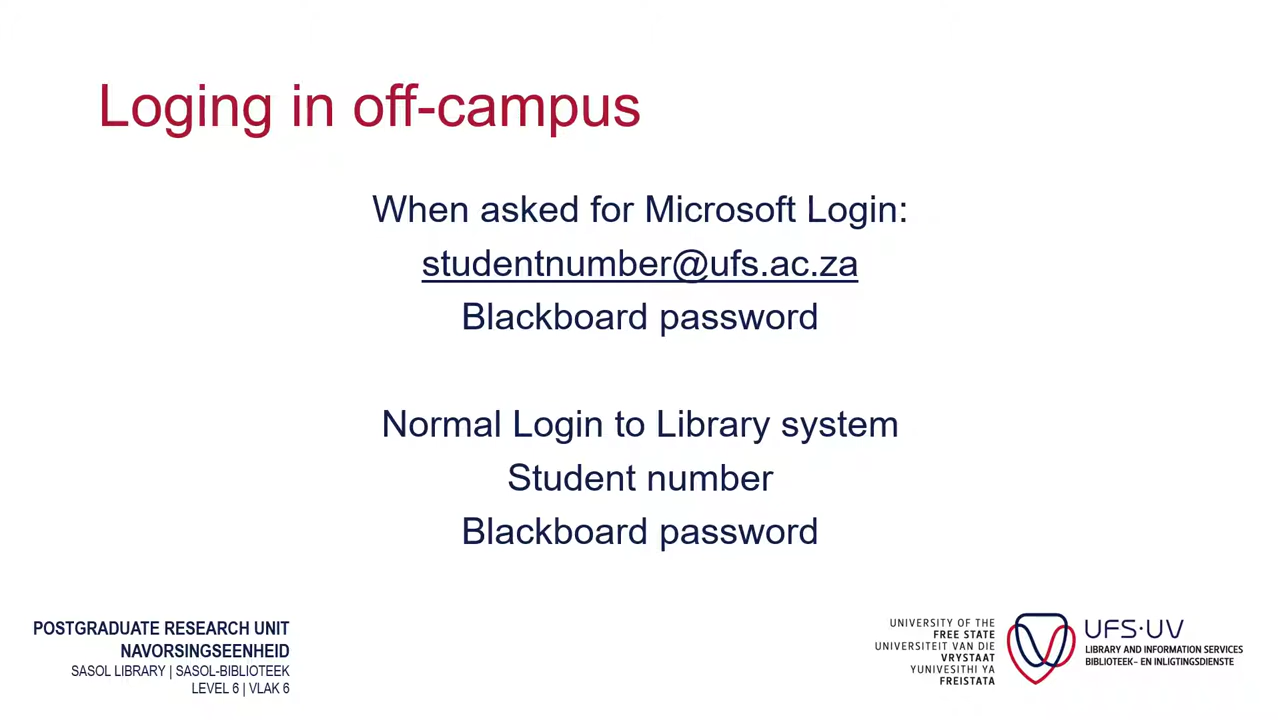 Loging in off-campus
When asked for Microsoft Login:
studentnumber@ufs.ac.za
Blackboard password
Normal Login to Library system
Student number
Blackboard password
POSTGRADUATE RESEARCH UNIT
NAVORSINGSEENHEID
SASOL LIBRARY | SASOL-BIBLIOTEEK
LEVEL 6 | VLAK 6
UNIVERSITY OF THE
FREE STATE
UNIVERSITEIT VAN DIE
VRYSTAAT
YUNIVESITHI YA
FREISTATA
UFS·UV
LIBRARY AND INFORMATION SERVICES
BIBLIOTEEK- EN INLIGTINGSDIENSTE